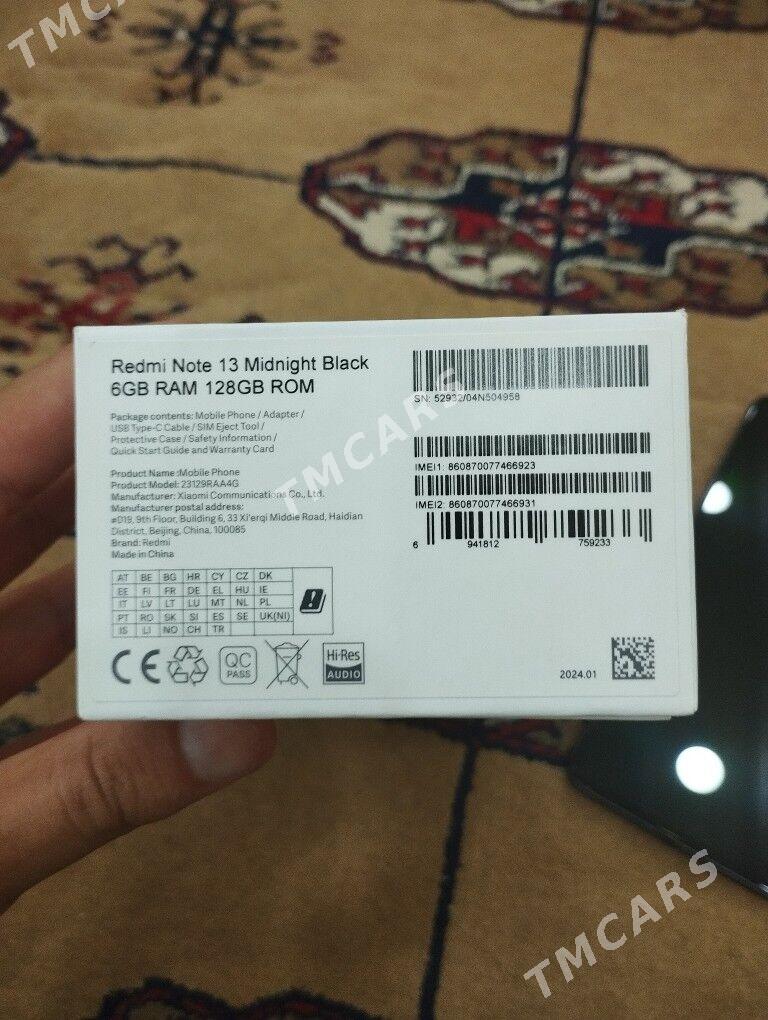 TMCARS
TMCARS
Redmi Note 13 Midnight Black
6GB RAM 128GB ROM
Package contents: Mobile Phone / Adapter /
USB Type-C Cable / SIM Eject Tool /
Protective Case / Safety Information /
Quick Start Guide and Warranty Card
Product Name:Mobile Phone
Product Model: 23129RAA4G
Manufacturer: Xiaomi Communications Co., Ltd.
Manufacturer postal address:
#019, 9th Floor, Building 6, 33 Xi'erqi Middle Road, Haidian
District, Beijing, China, 100085
Brand: Redmi
Made in China
AT BE BG HR CY CZ DK
EE FI FR DE EL HU IE
IT LV LT LU MT NL PL
PT RO SK SI ES SE UK(NI)
IS LI NO CH TR
CE
QC
PASS
Hi-Res
AUDIO
SN: 52932/04N504958
IMEI1: 860870077466923
IMEI2: 860870077466931
6 941812 759233
2024.01
TMCARS
TMCARS